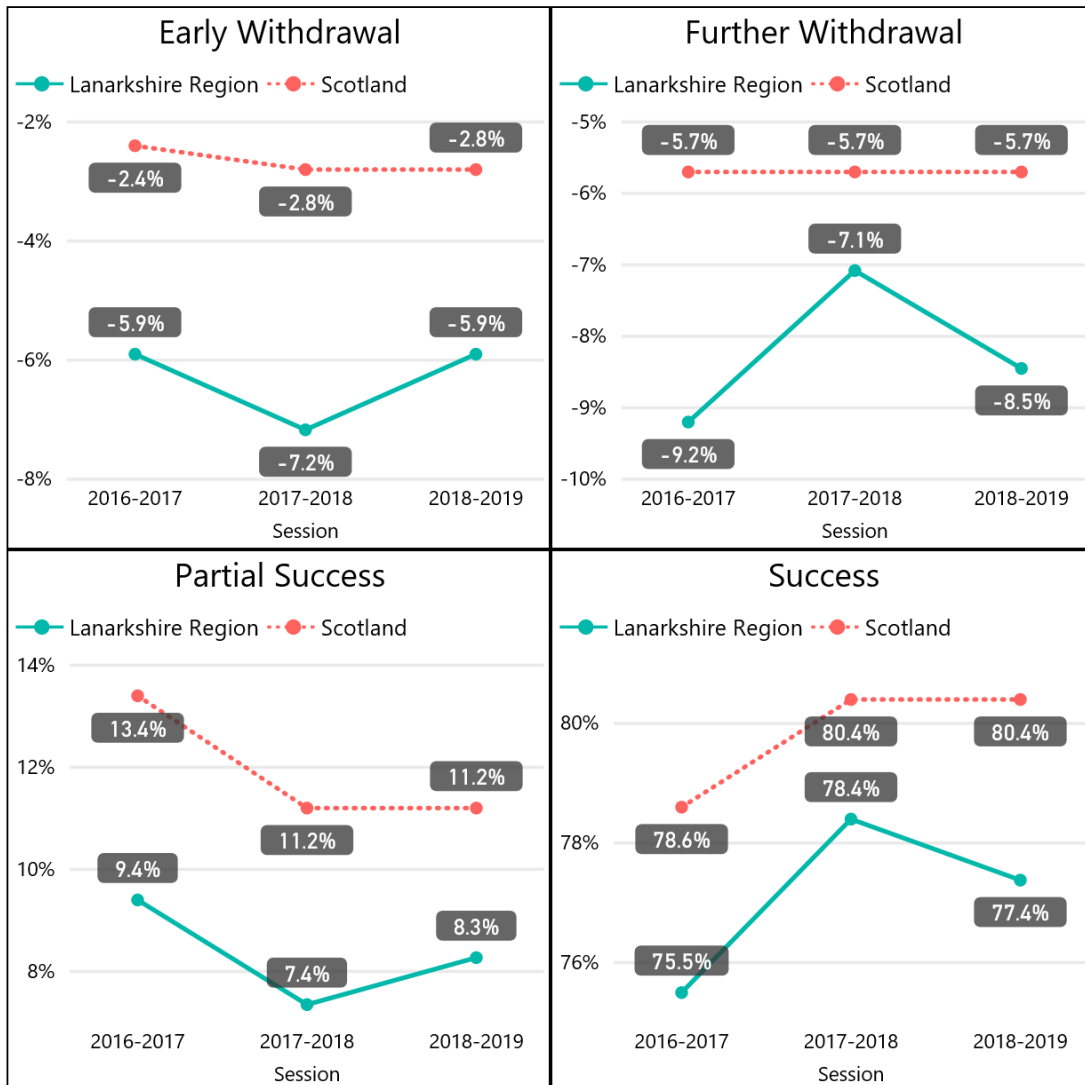 Early Withdrawal
Lanarkshire Region Scotland
-2%
-2.8%
-2.4%
-2.8%
-4%
-5.9% -5.9%
-6%
-7.2%
-8%
2016-2017 2017-2018 2018-2019
Session
Further Withdrawal
Lanarkshire Region Scotland
-5%
-5.7% -5.7% -5.7%
-6%
-7.1%
-7%
-8%
-8.5%
-9%
-9.2%
-10%
2016-2017 2017-2018 2018-2019
Session
Partial Success
Lanarkshire Region Scotland
14%
13.4%
12%
11.2%
11.2%
10%
9.4%
8.3%
8%
7.4%
2016-2017 2017-2018 2018-2019
Session
Success
Lanarkshire Region Scotland
80%
80.4% 80.4%
78.4%
78.6%
78%
77.4%
76%
75.5%
2016-2017 2017-2018 2018-2019
Session